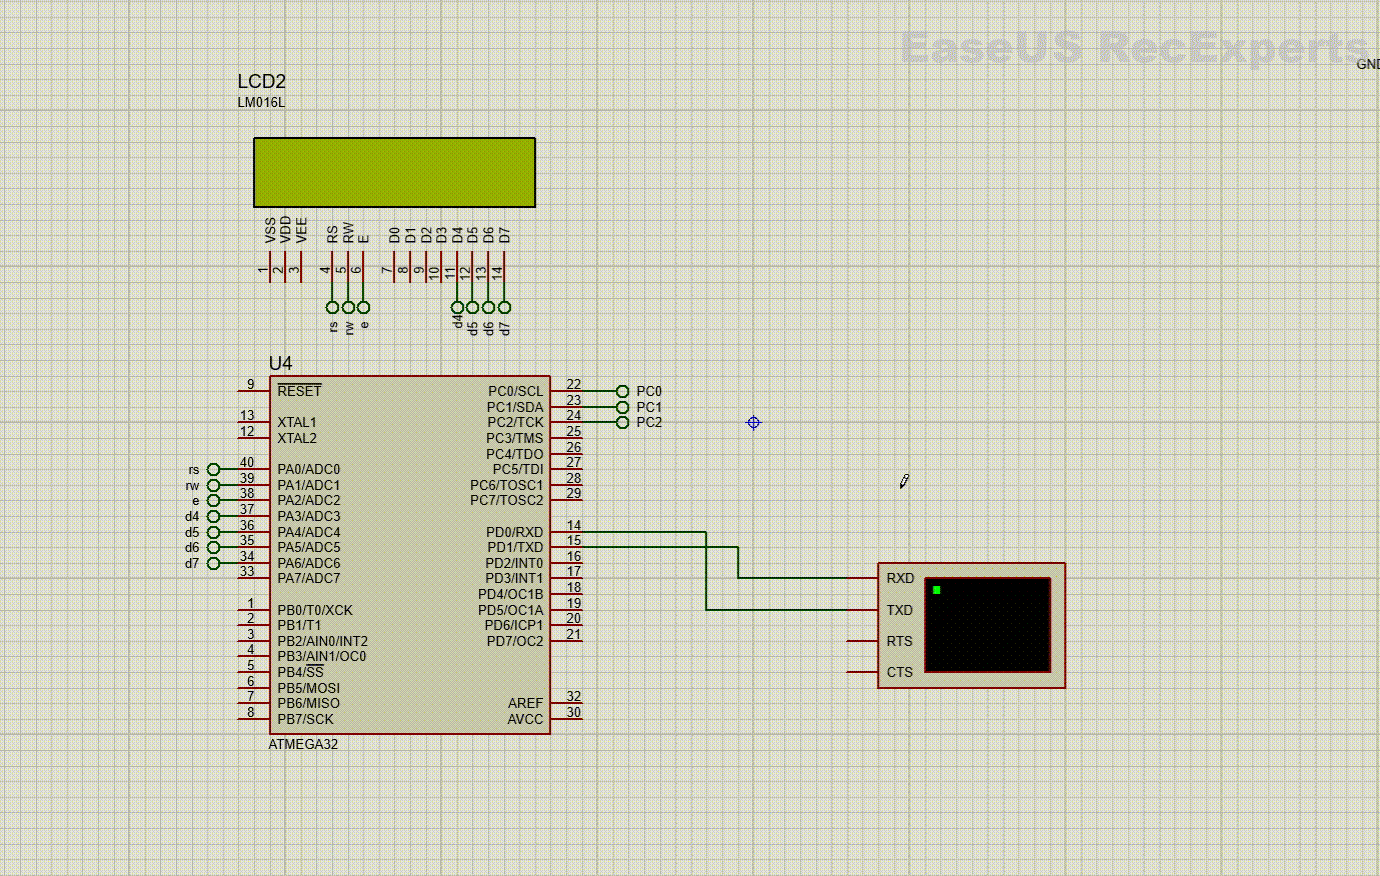 EaseUS RecExperts
GND
LCD2
LM016L
VSS VDD VEE RS RW E D0 D1 D2 D3 D4 D5 D6 D7
1 2 3 4 5 6 7 8 9 10 11 12 13 14
rs rw e d4 d5 d6 d7
U4
9 RESET PC0/SCL 22 PC0
PC1/SDA 23 PC1
13 XTAL1 PC2/TCK 24 PC2
12 XTAL2 PC3/TMS 25
PC4/TDO 26
rs 40 PA0/ADC0 PC5/TDI 27
rw 39 PA1/ADC1 PC6/TOSC1 28
e 38 PA2/ADC2 PC7/TOSC2 29
d4 37 PA3/ADC3
d5 36 PA4/ADC4 PD0/RXD 14
d6 35 PA5/ADC5 PD1/TXD 15
d7 34 PA6/ADC6 PD2/INT0 16
33 PA7/ADC7 PD3/INT1 17 RXD
PD4/OC1B 18
1 PB0/T0/XCK PD5/OC1A 19 TXD
2 PB1/T1 PD6/ICP1 20
3 PB2/AIN0/INT2 PD7/OC2 21 RTS
4 PB3/AIN1/OC0
5 PB4/SS CTS
6 PB5/MOSI
7 PB6/MISO AREF 32
8 PB7/SCK AVCC 30
ATMEGA32